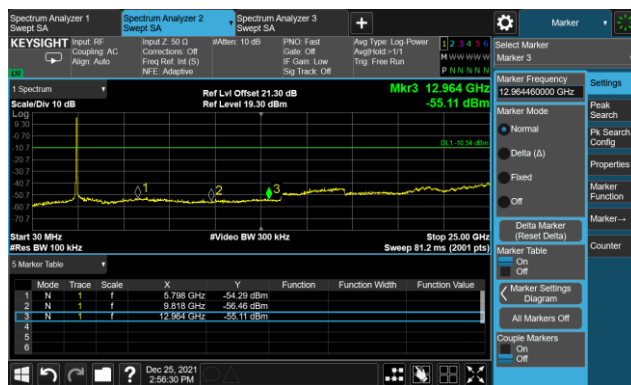 Spectrum Analyzer 1
Swept SA
Spectrum Analyzer 2
Swept SA
Spectrum Analyzer 3
Swept SA
Marker
KEYSIGHT
Input: RF
Coupling: AC
Align: Auto
Input Z: 50 Ω
Corrections: Off
Freq Ref: Int (S)
NFE: Adaptive
#Atten: 10 dB
PNO: Fast
Gate: Off
IF Gain: Low
Sig Track: Off
Avg Type: Log-Power
Avg|Hold:>1/1
Trig: Free Run
1 2 3 4 5 6
M W W W W W
P N N N N N
Select Marker
Marker 3
1 Spectrum
Scale/Div 10 dB
Ref Lvl Offset 21.30 dB
Ref Level 19.30 dBm
Mkr3 12.964 GHz
-55.11 dBm
Log
9.30
-0.70
-10.7
-20.7
-30.7
-40.7
-50.7
-60.7
-70.7
DL1 -10.54 dBm
1
2
3
Start 30 MHz
#Res BW 100 kHz
#Video BW 300 kHz
Stop 25.00 GHz
Sweep 81.2 ms (2001 pts)
5 Marker Table
Mode Trace Scale X Y Function Function Width Function Value
1 N 1 f 5.798 GHz -54.29 dBm
2 N 1 f 9.818 GHz -56.46 dBm
3 N 1 f 12.964 GHz -55.11 dBm
4
5
6
Dec 25, 2021
2:56:30 PM
Marker Frequency
12.964460000 GHz
Marker Mode
Normal
Delta (Δ)
Fixed
Off
Delta Marker
(Reset Delta)
Marker Table
On
Off
Marker Settings
Diagram
All Markers Off
Couple Markers
On
Off
Settings
Peak
Search
Pk Search
Config
Properties
Marker
Function
Marker→
Counter